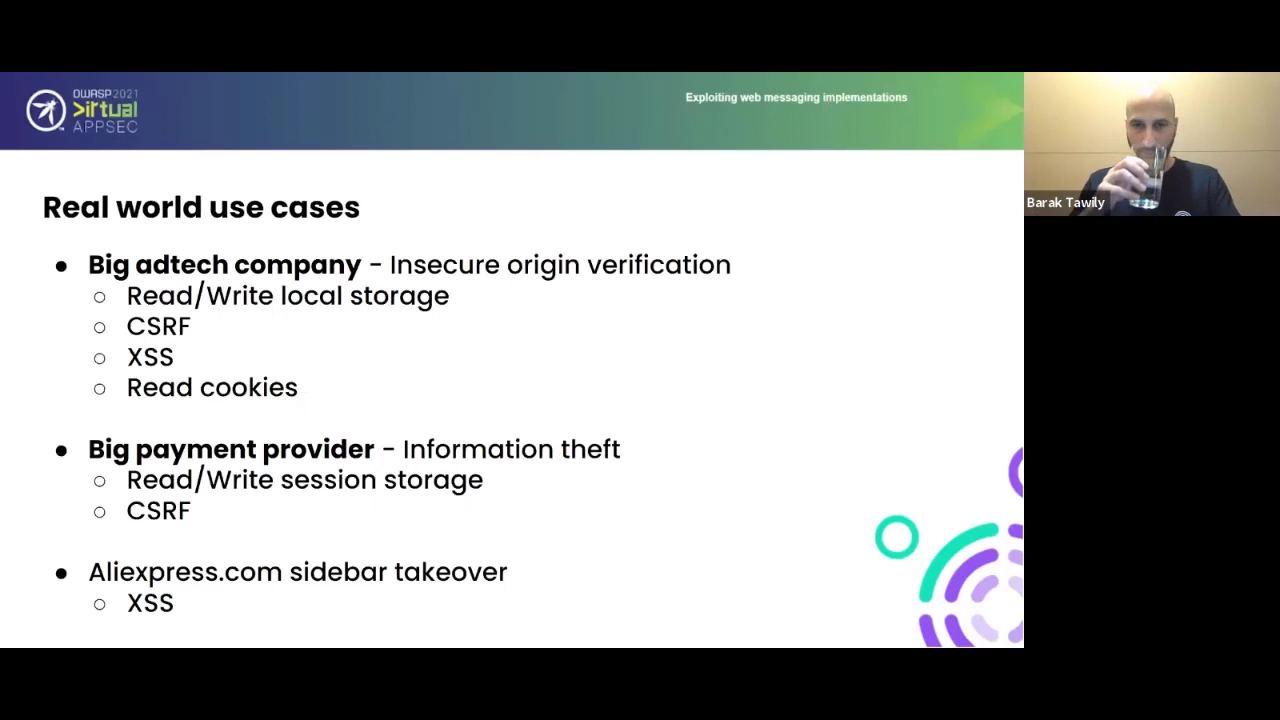 OWASP 2021
Virtual
APPSEC
Exploiting web messaging implementations
Real world use cases
● Big adtech company - Insecure origin verification
○ Read/Write local storage
○ CSRF
○ XSS
○ Read cookies
● Big payment provider - Information theft
○ Read/Write session storage
○ CSRF
● Aliexpress.com sidebar takeover
○ XSS
Barak Tawily